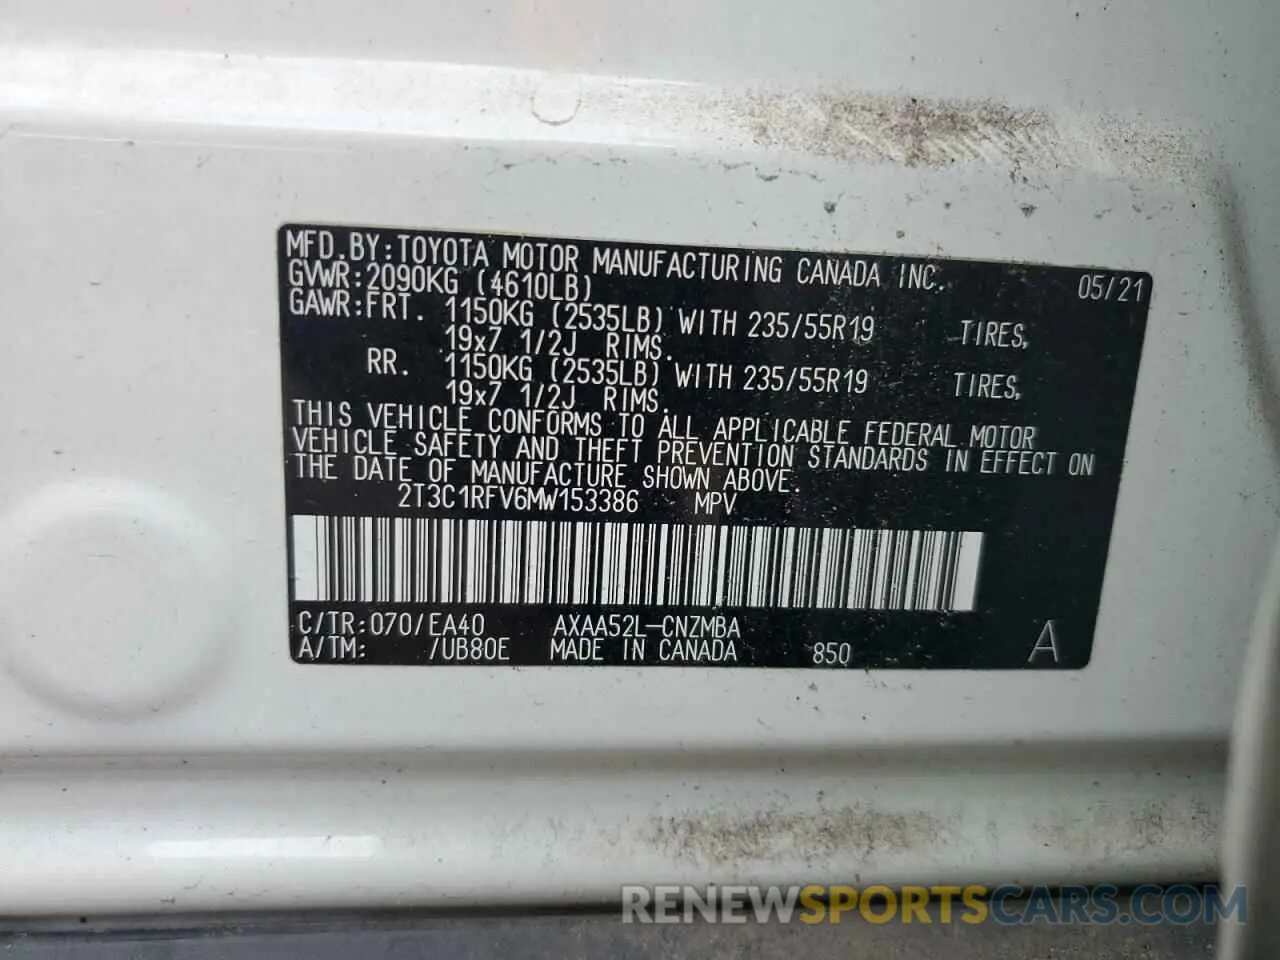 MFD.BY:TOYOTA MOTOR MANUFACTURING CANADA INC. 05/21
GVWR:2090KG (4610LB)
GAWR:FRT. 1150KG (2535LB) WITH 235/55R19 TIRES,
19x7 1/2J RIMS.
RR. 1150KG (2535LB) WITH 235/55R19 TIRES,
19x7 1/2J RIMS.
THIS VEHICLE CONFORMS TO ALL APPLICABLE FEDERAL MOTOR
VEHICLE SAFETY AND THEFT PREVENTION STANDARDS IN EFFECT ON
THE DATE OF MANUFACTURE SHOWN ABOVE.
2T3C1RFV6MW153386 MPV
C/TR:070/EA40 AXAA52L-CNZMBA
A/TM: /UB80E MADE IN CANADA 850 A
RENEWSPORTSCARS.COM